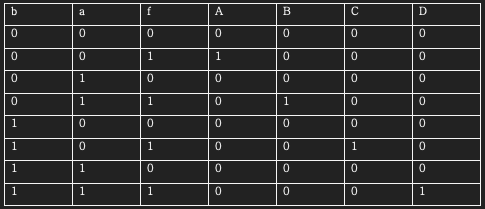 b a f A B C D
0 0 0 0 0 0 0
0 0 1 1 0 0 0
0 1 0 0 0 0 0
0 1 1 0 1 0 0
1 0 0 0 0 0 0
1 0 1 0 0 1 0
1 1 0 0 0 0 0
1 1 1 0 0 0 1